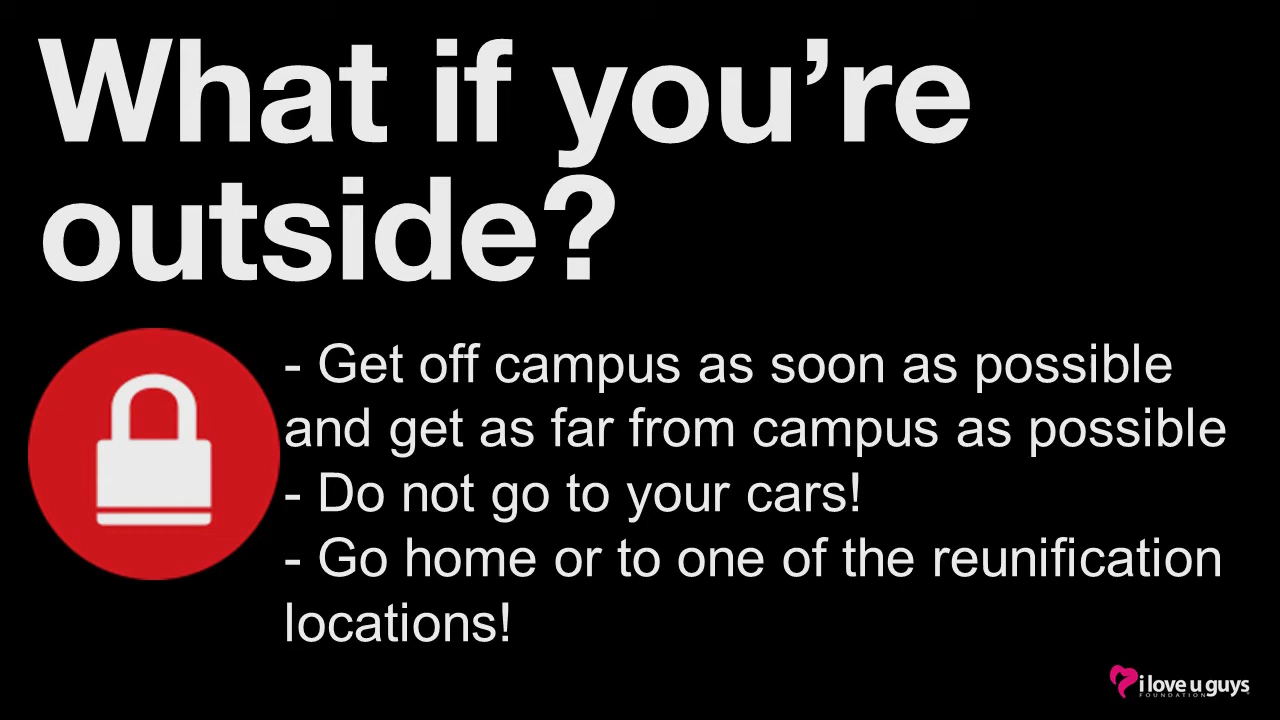 What if you’re
outside?
- Get off campus as soon as possible
and get as far from campus as possible
- Do not go to your cars!
- Go home or to one of the reunification
locations!
i love u guys
FOUNDATION